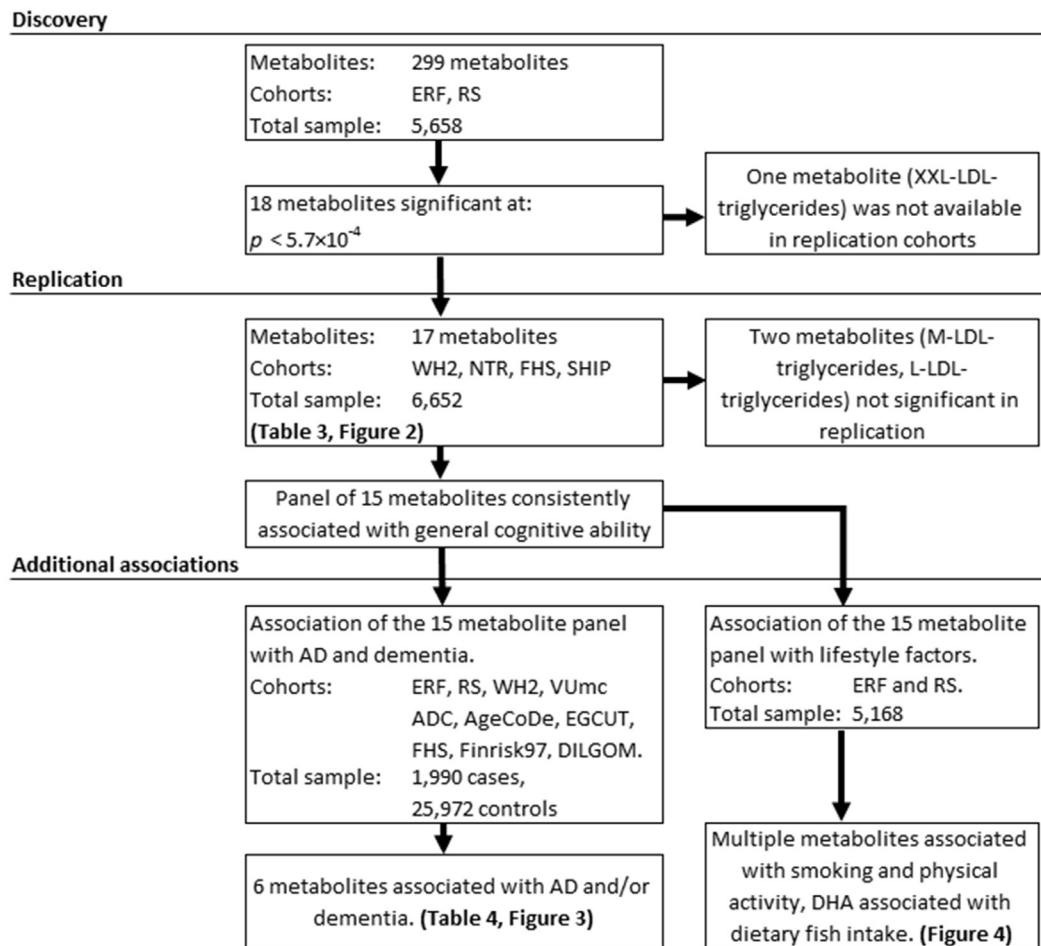 Discovery
Metabolites: 299 metabolites
Cohorts: ERF, RS
Total sample: 5,658
18 metabolites significant at:
p < 5.7×10⁻⁴
One metabolite (XXL-LDL-
triglycerides) was not available
in replication cohorts
Replication
Metabolites: 17 metabolites
Cohorts: WH2, NTR, FHS, SHIP
Total sample: 6,652
(Table 3, Figure 2)
Two metabolites (M-LDL-
triglycerides, L-LDL-
triglycerides) not significant in
replication
Panel of 15 metabolites consistently
associated with general cognitive ability
Additional associations
Association of the 15 metabolite panel
with AD and dementia.
Cohorts: ERF, RS, WH2, VUmc
ADC, AgeCoDe, EGCUT,
FHS, Finrisk97, DILGOM.
Total sample: 1,990 cases,
25,972 controls
Association of the 15 metabolite
panel with lifestyle factors.
Cohorts: ERF and RS.
Total sample: 5,168
6 metabolites associated with AD and/or
dementia. (Table 4, Figure 3)
Multiple metabolites associated
with smoking and physical
activity, DHA associated with
dietary fish intake. (Figure 4)